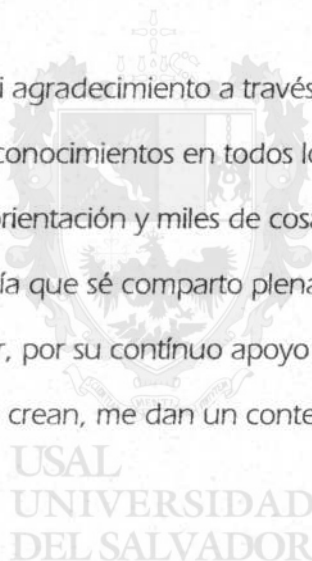 i agradecimiento a través
conocimientos en todos lo
orientación y miles de cosa
ía que sé comparto plena
r, por su contínuo apoyo
crean, me dan un conte
USAL
UNIVERSIDAD
DEL SALVADOR